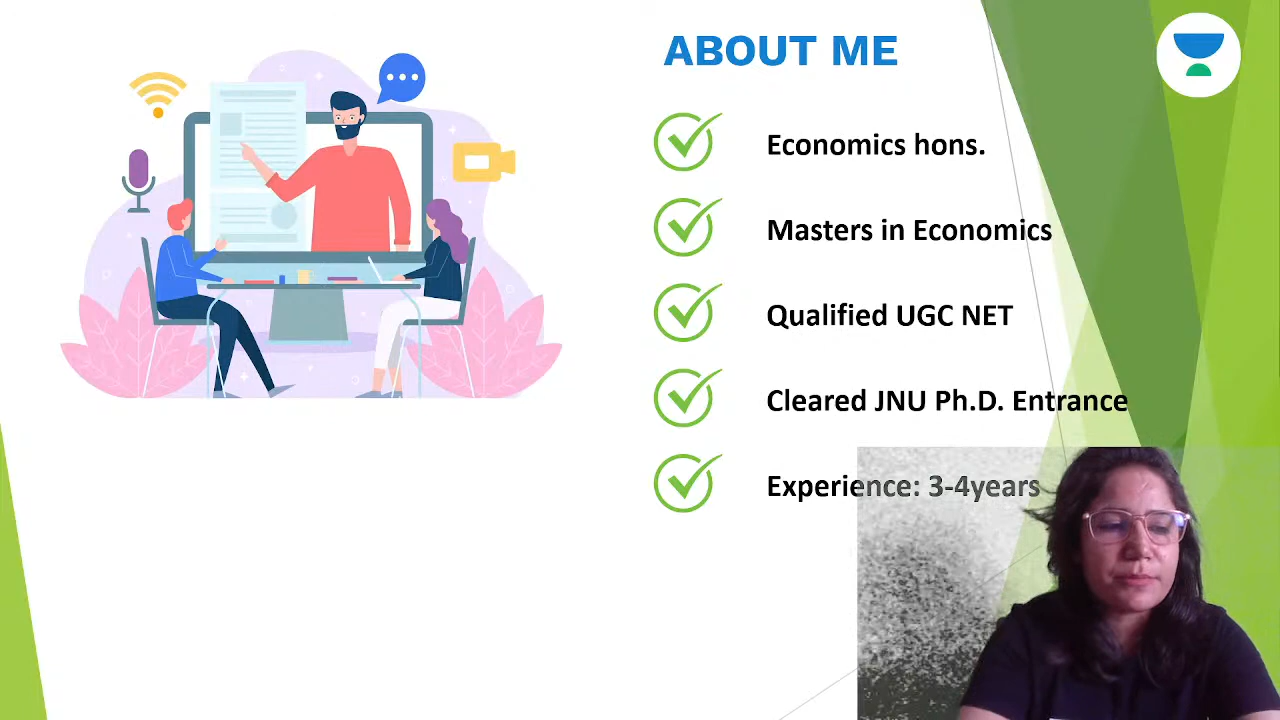 ABOUT ME
Economics hons.
Masters in Economics
Qualified UGC NET
Cleared JNU Ph.D. Entrance
Experience: 3-4years